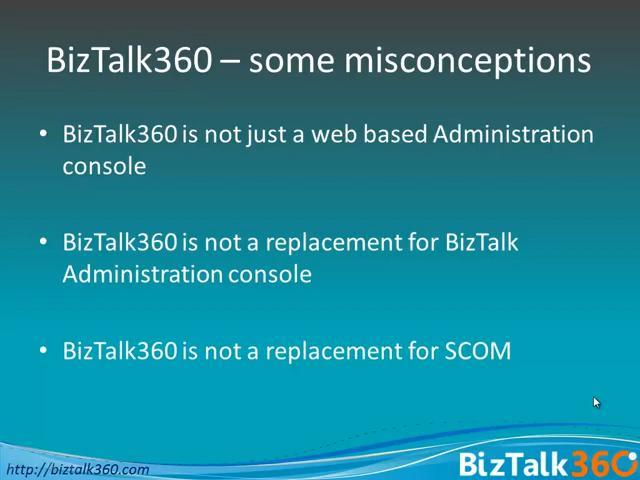 BizTalk360 – some misconceptions
• BizTalk360 is not just a web based Administration
console
• BizTalk360 is not a replacement for BizTalk
Administration console
• BizTalk360 is not a replacement for SCOM
http://biztalk360.com
BizTalk360